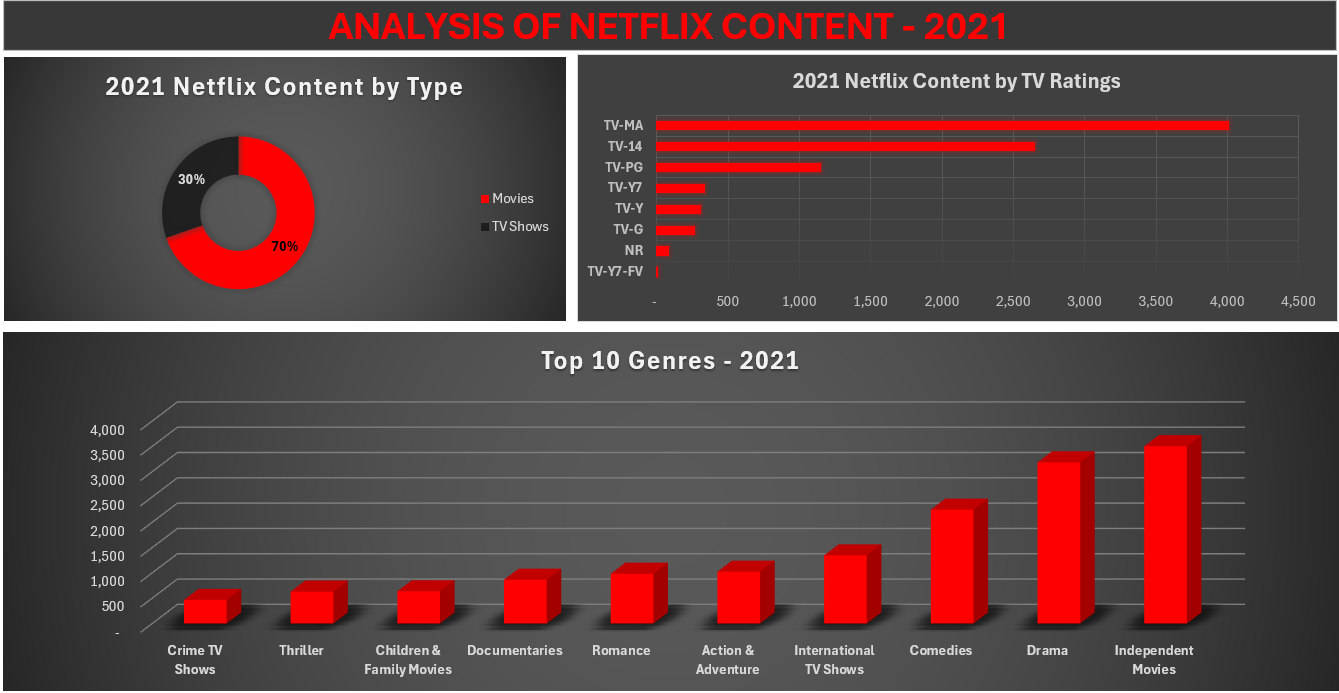 ANALYSIS OF NETFLIX CONTENT - 2021
2021 Netflix Content by Type
30%
70%
Movies
TV Shows
2021 Netflix Content by TV Ratings
TV-MA
TV-14
TV-PG
TV-Y7
TV-Y
TV-G
NR
TV-Y7-FV
- 500 1,000 1,500 2,000 2,500 3,000 3,500 4,000 4,500
Top 10 Genres - 2021
4,000
3,500
3,000
2,500
2,000
1,500
1,000
500
-
Crime TV Shows
Thriller
Children & Family Movies
Documentaries
Romance
Action & Adventure
International TV Shows
Comedies
Drama
Independent Movies